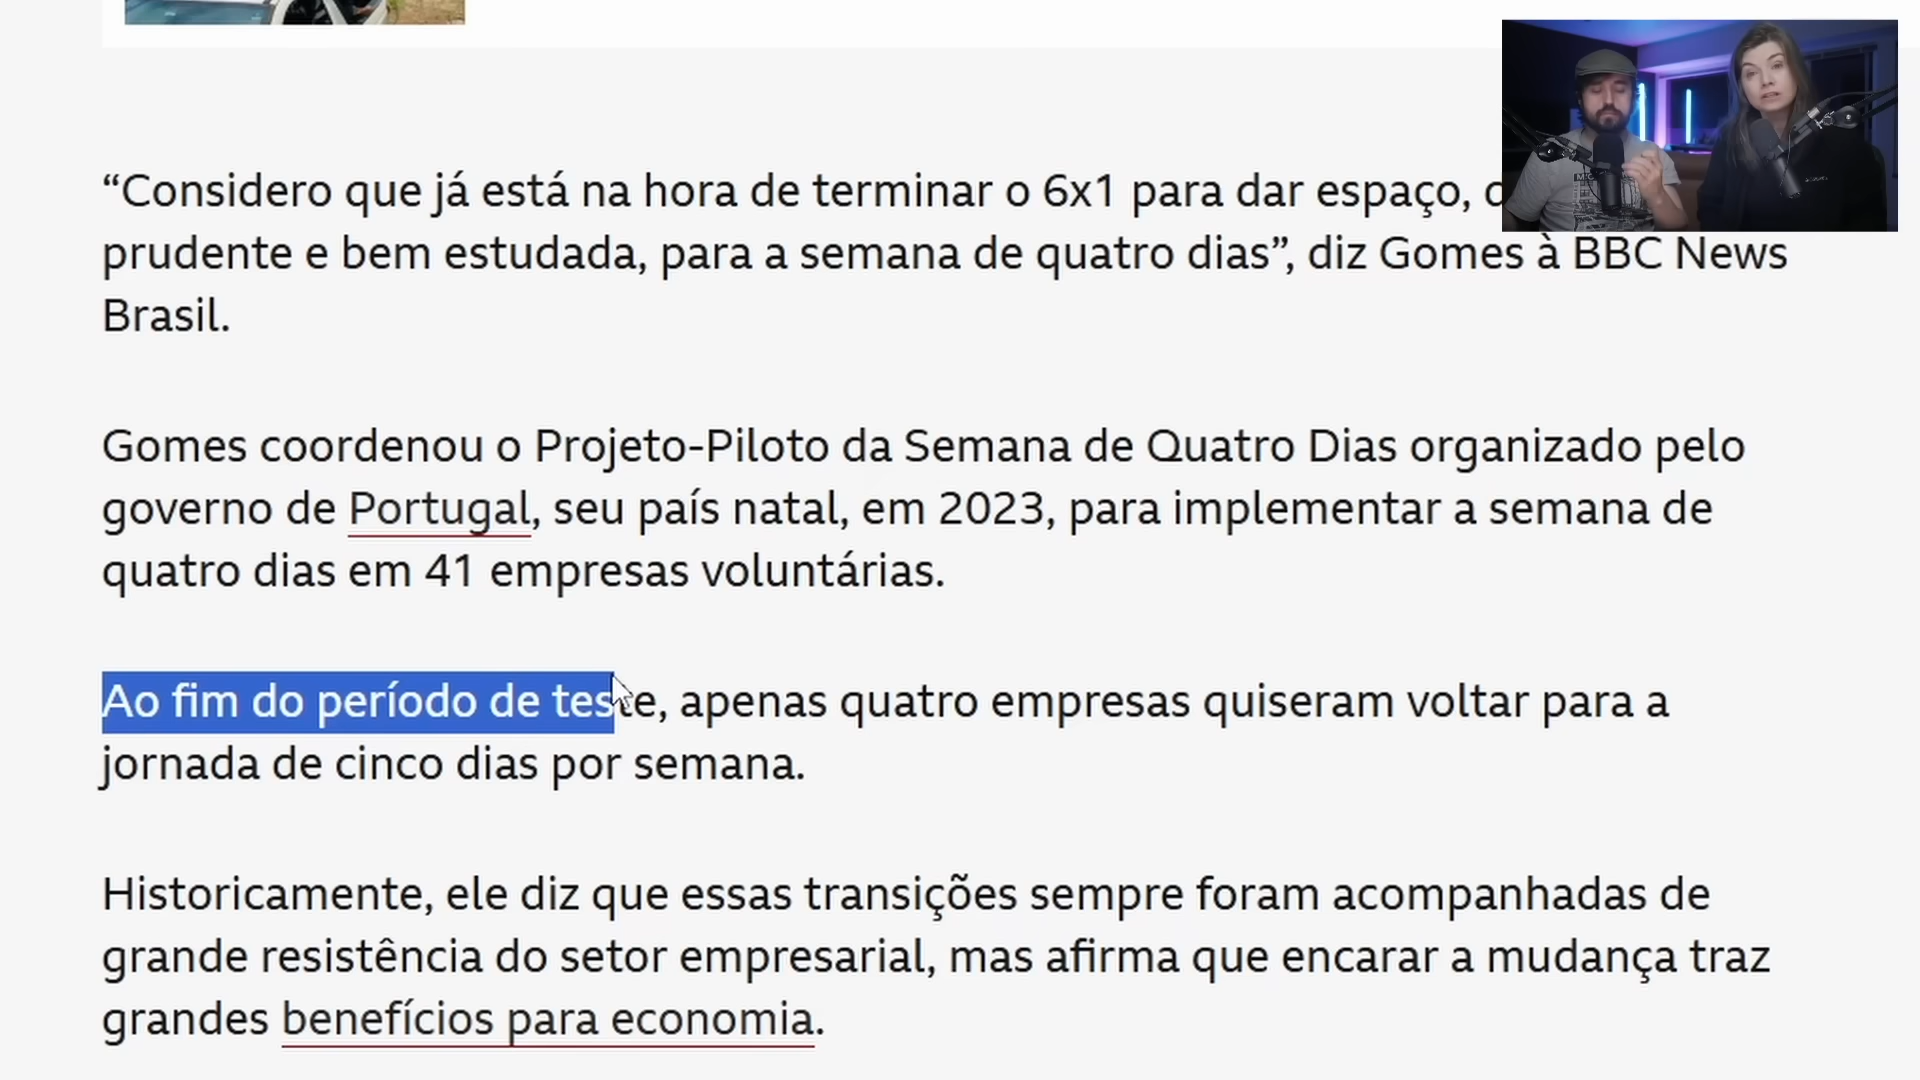 “Considero que já está na hora de terminar o 6x1 para dar espaço,
prudente e bem estudada, para a semana de quatro dias”, diz Gomes à BBC News
Brasil.
Gomes coordenou o Projeto-Piloto da Semana de Quatro Dias organizado pelo
governo de Portugal, seu país natal, em 2023, para implementar a semana de
quatro dias em 41 empresas voluntárias.
Ao fim do período de teste, apenas quatro empresas quiseram voltar para a
jornada de cinco dias por semana.
Historicamente, ele diz que essas transições sempre foram acompanhadas de
grande resistência do setor empresarial, mas afirma que encarar a mudança traz
grandes benefícios para economia.